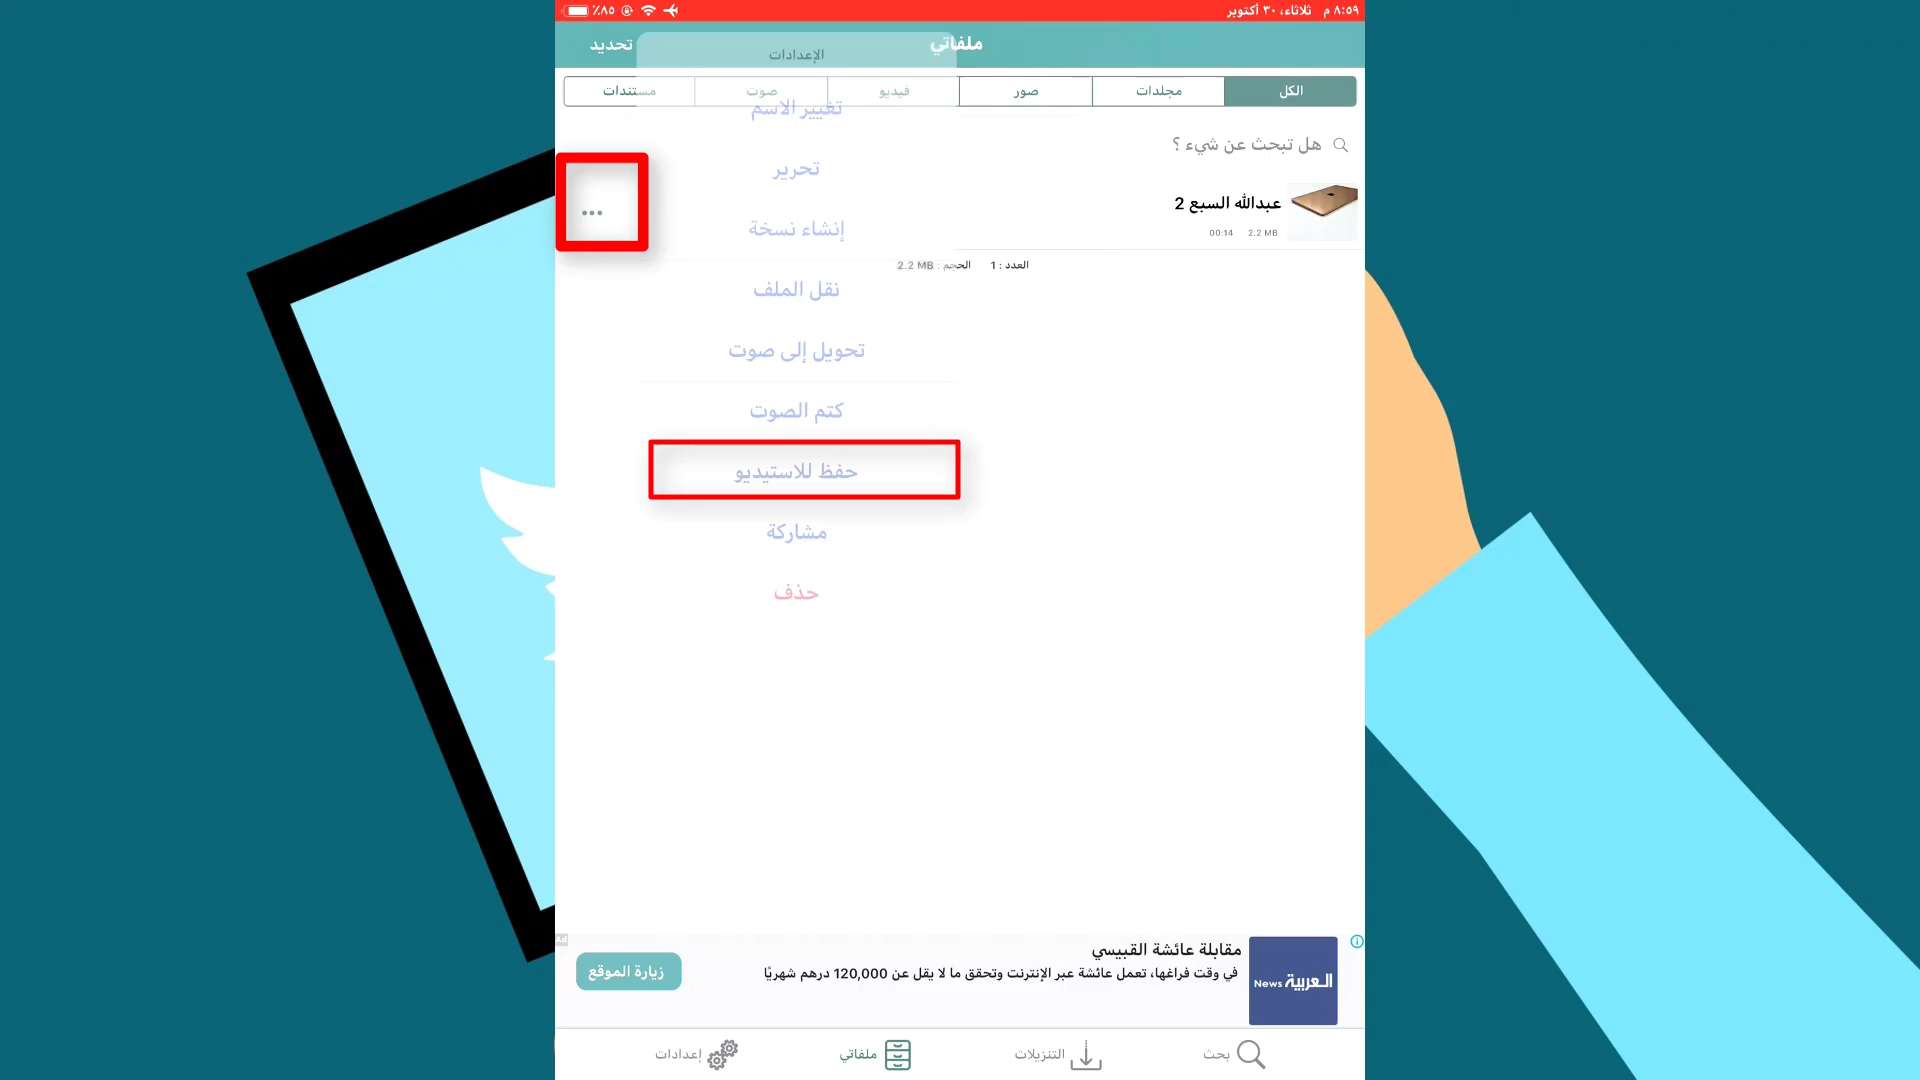 ٨:٥٩ م ثلاثاء، ٣٠ أكتوبر
٪٨٥
ملفاتي
تحديد
الإعدادات
الكل
مجلدات
صور
فيديو
صوت
مستندات
تغيير الاسم
هل تبحث عن شيء ؟
تحرير
عبدالله السبع 2
2.2 MB
00:14
إنشاء نسخة
العدد : 1
الحجم : 2.2 MB
نقل الملف
تحويل إلى صوت
كتم الصوت
حفظ للاستيديو
مشاركة
حذف
Ad
مقابلة عائشة القبيسي
في وقت فراغها، تعمل عائشة عبر الإنترنت وتحقق ما لا يقل عن 120,000 درهم شهريًا
العربية News
زيارة الموقع
بحث
التنزيلات
ملفاتي
إعدادات